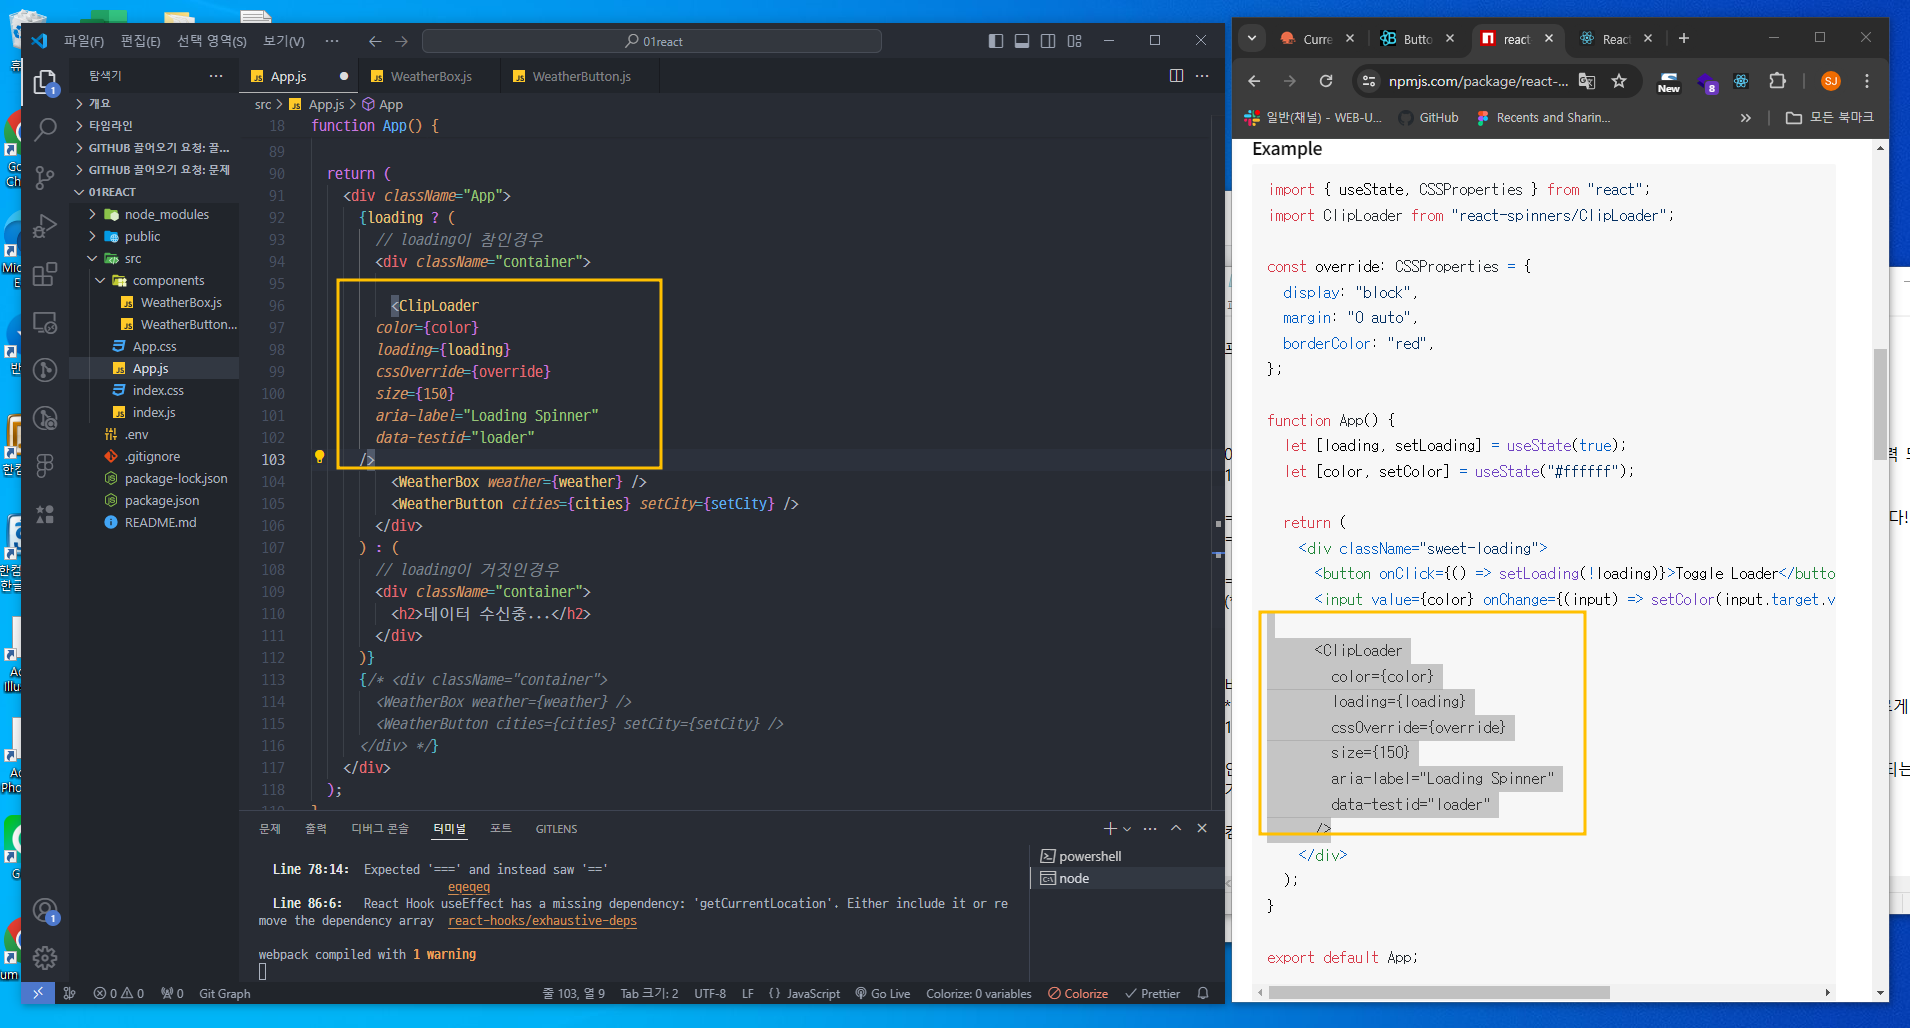 파일(F) 편집(E) 선택 영역(S) 보기(V) ··· 01react
탐색기 ···
개요
타임라인
GITHUB 끌어오기 요청: 끌...
GITHUB 끌어오기 요청: 문제
01REACT
node_modules
public
src
components
WeatherBox.js
WeatherButton...
App.css
App.js
index.css
index.js
.env
.gitignore
package-lock.json
package.json
README.md
App.js WeatherBox.js WeatherButton.js
src > App.js > App
18 function App() {
89
90 return (
91 <div className="App">
92 {loading ? (
93 // loading이 참인경우
94 <div className="container">
95
96 <ClipLoader
97 color={color}
98 loading={loading}
99 cssOverride={override}
100 size={150}
101 aria-label="Loading Spinner"
102 data-testid="loader"
103 />
104 <WeatherBox weather={weather} />
105 <WeatherButton cities={cities} setCity={setCity} />
106 </div>
107 ) : (
108 // loading이 거짓인경우
109 <div className="container">
110 <h2>데이터 수신중...</h2>
111 </div>
112 )}
113 {/* <div className="container">
114 <WeatherBox weather={weather} />
115 <WeatherButton cities={cities} setCity={setCity} />
116 </div> */}
117 </div>
118 );
문제 출력 디버그 콘솔 터미널 포트 GITLENS
Line 78:14: Expected '===' and instead saw '=='
eqeqeq
Line 86:6: React Hook useEffect has a missing dependency: 'getCurrentLocation'. Either include it or re
move the dependency array react-hooks/exhaustive-deps
webpack compiled with 1 warning
powershell
node
0 0 0 Git Graph 줄 103, 열 9 Tab 크기: 2 UTF-8 LF {} JavaScript Go Live Colorize: 0 variables Colorize Prettier
Curre Butto react React
npmjs.com/package/react-... New 8 SJ
일반(채널) - WEB-U... GitHub Recents and Sharin... » 모든 북마크
Example
import { useState, CSSProperties } from "react";
import ClipLoader from "react-spinners/ClipLoader";
const override: CSSProperties = {
display: "block",
margin: "0 auto",
borderColor: "red",
};
function App() {
let [loading, setLoading] = useState(true);
let [color, setColor] = useState("#ffffff");
return (
<div className="sweet-loading">
<button onClick={() => setLoading(!loading)}>Toggle Loader</butto
<input value={color} onChange={(input) => setColor(input.target.v
<ClipLoader
color={color}
loading={loading}
cssOverride={override}
size={150}
aria-label="Loading Spinner"
data-testid="loader"
/>
</div>
);
}
export default App;